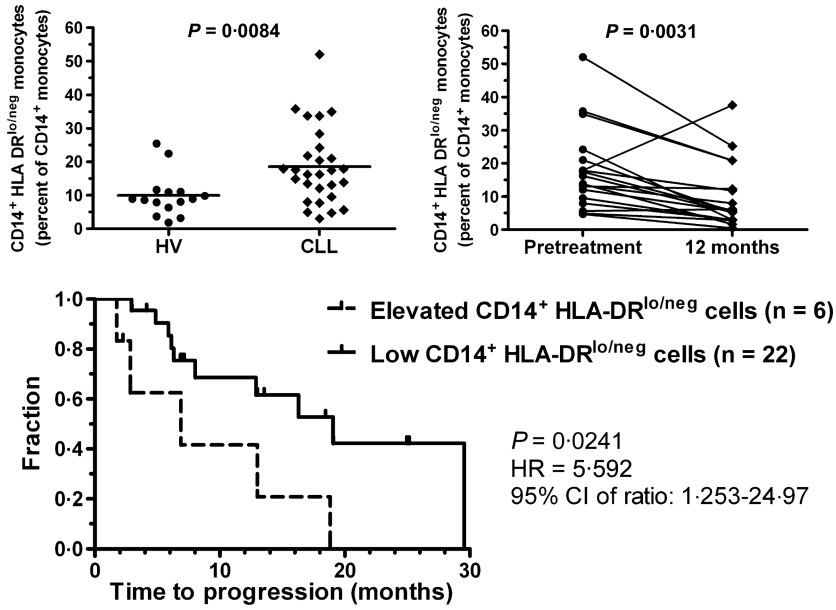 P = 0·0084
CD14+ HLA DRlo/neg monocytes
(percent of CD14+ monocytes)
60
50
40
30
20
10
0
HV
CLL
P = 0·0031
CD14+ HLA DRlo/neg monocytes
(percent of CD14+ monocytes)
60
50
40
30
20
10
0
Pretreatment
12 months
Elevated CD14+ HLA-DRlo/neg cells (n = 6)
Low CD14+ HLA-DRlo/neg cells (n = 22)
Fraction
1·0
0·8
0·6
0·4
0·2
0·0
P = 0·0241
HR = 5·592
95% CI of ratio: 1·253-24·97
0
10
20
30
Time to progression (months)